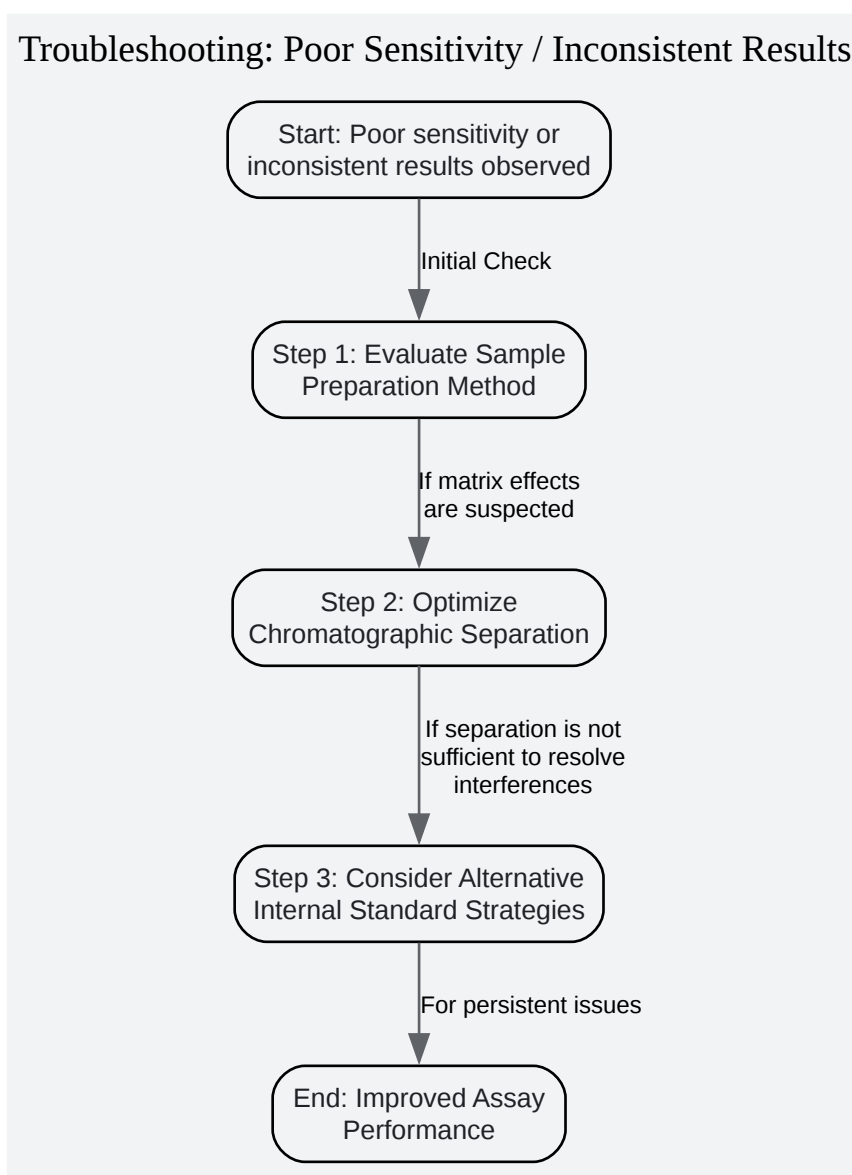 Troubleshooting: Poor Sensitivity / Inconsistent Results
Start: Poor sensitivity or
inconsistent results observed
Initial Check
Step 1: Evaluate Sample
Preparation Method
If matrix effects
are suspected
Step 2: Optimize
Chromatographic Separation
If separation is not
sufficient to resolve
interferences
Step 3: Consider Alternative
Internal Standard Strategies
For persistent issues
End: Improved Assay
Performance